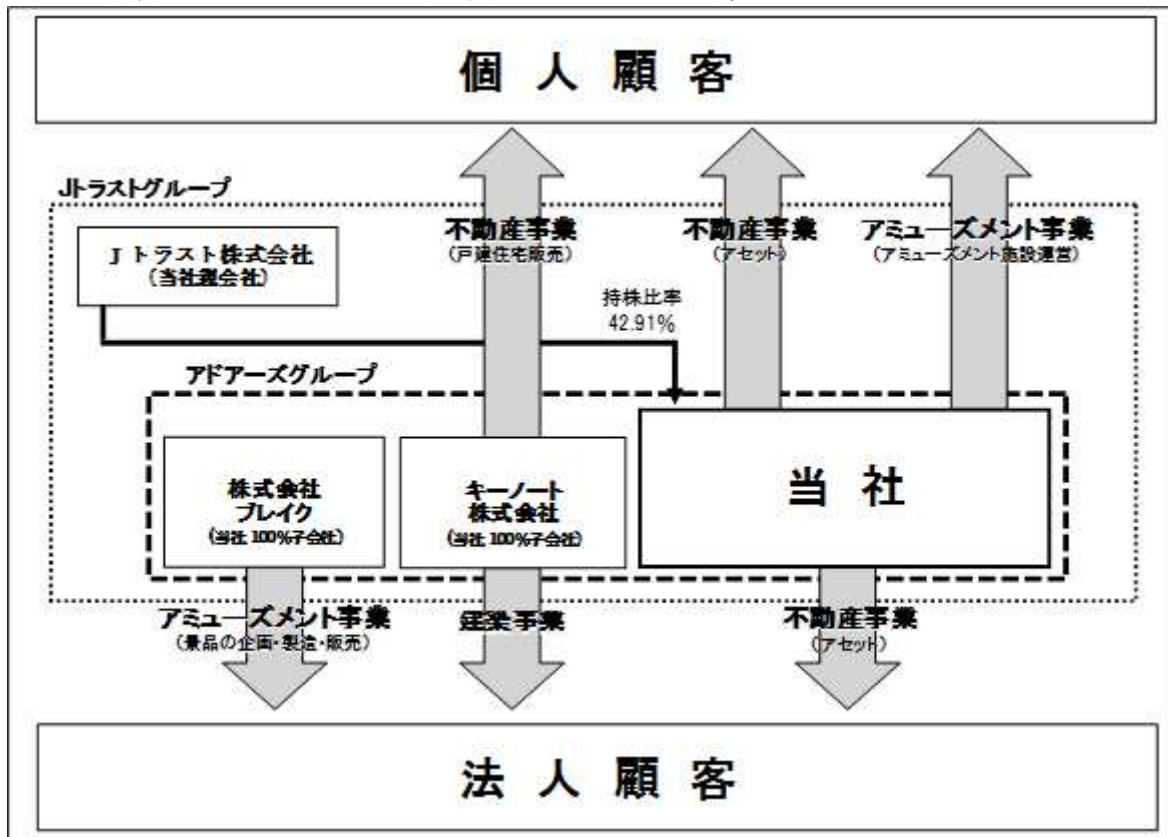 個人顧客
Jトラストグループ
Jトラスト株式会社
(当社親会社)
不動産事業
(戸建住宅販売)
不動産事業
(アセット)
アミューズメント事業
(アミューズメント施設運営)
持株比率
42.91%
アドアーズグループ
株式会社
ブレイク
(当社100%子会社)
キーノート
株式会社
(当社100%子会社)
当社
アミューズメント事業
(景品の企画・製造・販売)
建築事業
不動産事業
(アセット)
法人顧客